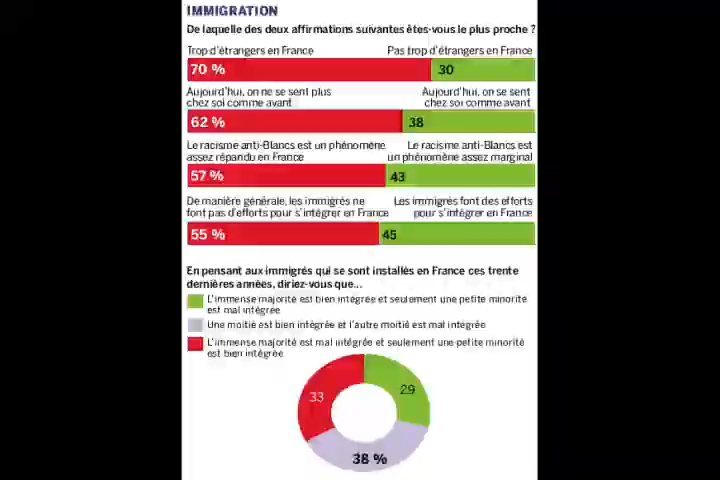 IMMIGRATION
De laquelle des deux affirmations suivantes êtes-vous le plus proche ?
Trop d'étrangers en France
Pas trop d'étrangers en France
70 %
30
Aujourd'hui, on ne se sent plus
chez soi comme avant
Aujourd'hui, on se sent
chez soi comme avant
62 %
38
Le racisme anti-Blancs est un phénomène
assez répandu en France
Le racisme anti-Blancs est
un phénomène assez marginal
57 %
43
De manière générale, les immigrés ne
font pas d'efforts pour s'intégrer en France
Les immigrés font des efforts
pour s'intégrer en France
55 %
45
En pensant aux immigrés qui se sont installés en France ces trente
dernières années, diriez-vous que...
L'immense majorité est bien intégrée et seulement une petite minorité
est mal intégrée
Une moitié est bien intégrée et l'autre moitié est mal intégrée
L'immense majorité est mal intégrée et seulement une petite minorité
est bien intégrée
33
29
38 %